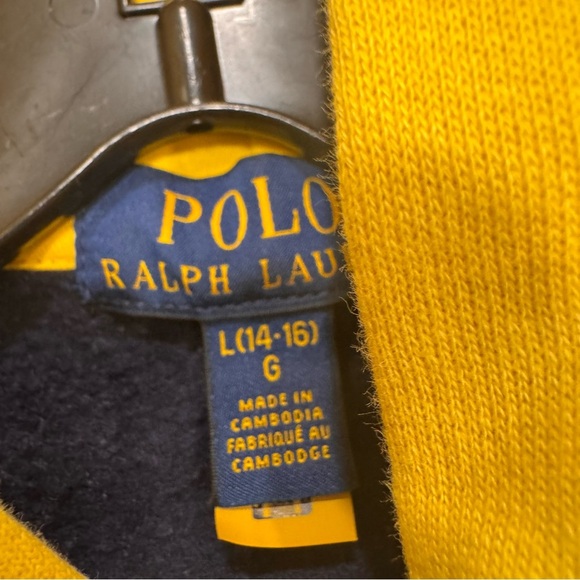 POLO
RALPH LAU
L(14-16)
G
MADE IN
CAMBODIA
FABRIQUÉ AU
CAMBODGE